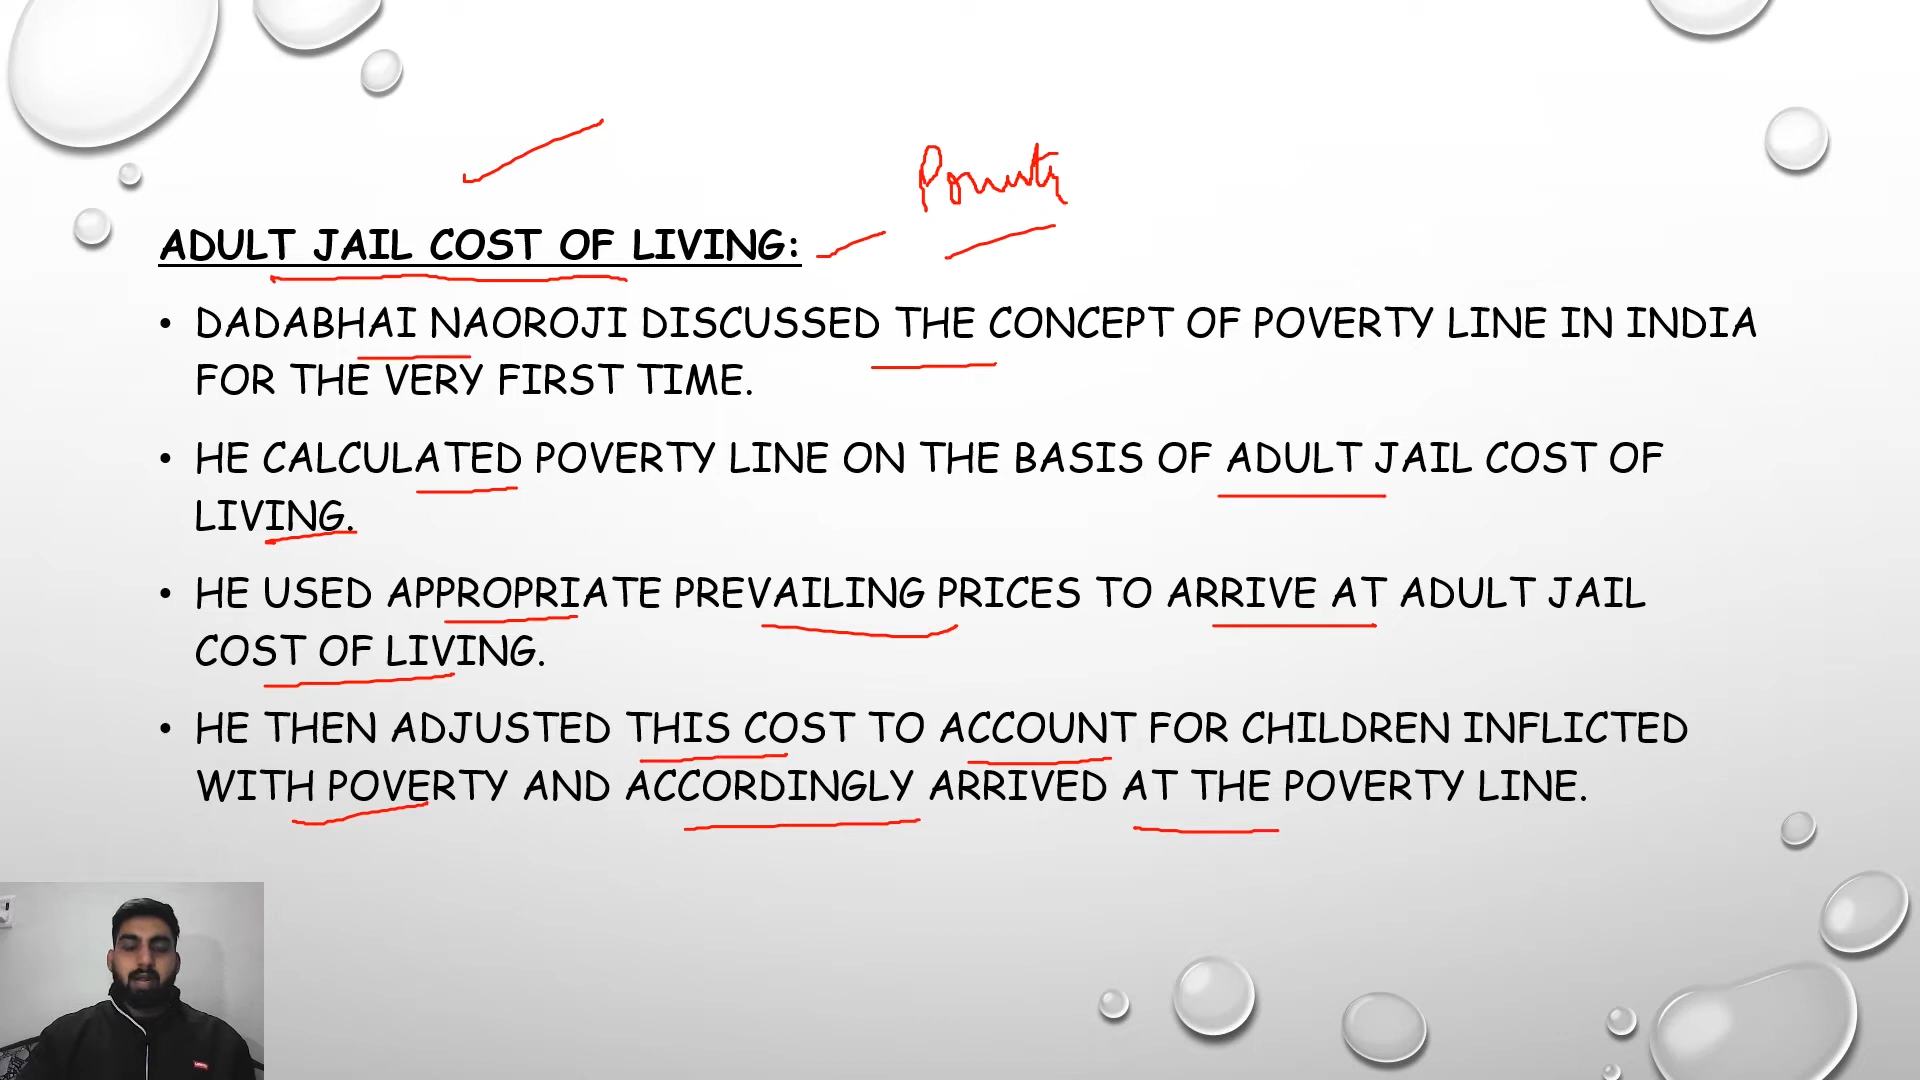 Poverty
ADULT JAIL COST OF LIVING:
• DADABHAI NAOROJI DISCUSSED THE CONCEPT OF POVERTY LINE IN INDIA
FOR THE VERY FIRST TIME.
• HE CALCULATED POVERTY LINE ON THE BASIS OF ADULT JAIL COST OF
LIVING.
• HE USED APPROPRIATE PREVAILING PRICES TO ARRIVE AT ADULT JAIL
COST OF LIVING.
• HE THEN ADJUSTED THIS COST TO ACCOUNT FOR CHILDREN INFLICTED
WITH POVERTY AND ACCORDINGLY ARRIVED AT THE POVERTY LINE.